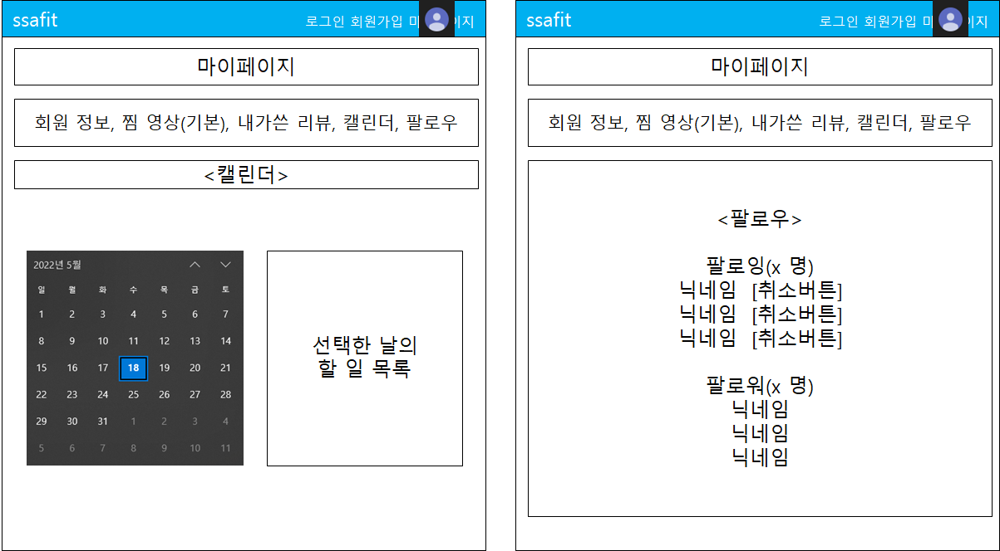 ssafit
로그인 회원가입 마 이지
마이페이지
회원 정보, 찜 영상(기본), 내가쓴 리뷰, 캘린더, 팔로우
<캘린더>
2022년 5월
일 월 화 수 목 금 토
1 2 3 4 5 6 7
8 9 10 11 12 13 14
15 16 17 18 19 20 21
22 23 24 25 26 27 28
29 30 31 1 2 3 4
5 6 7 8 9 10 11
선택한 날의
할 일 목록
ssafit
로그인 회원가입 마 이지
마이페이지
회원 정보, 찜 영상(기본), 내가쓴 리뷰, 캘린더, 팔로우
<팔로우>
팔로잉(x 명)
닉네임 [취소버튼]
닉네임 [취소버튼]
닉네임 [취소버튼]
팔로워(x 명)
닉네임
닉네임
닉네임